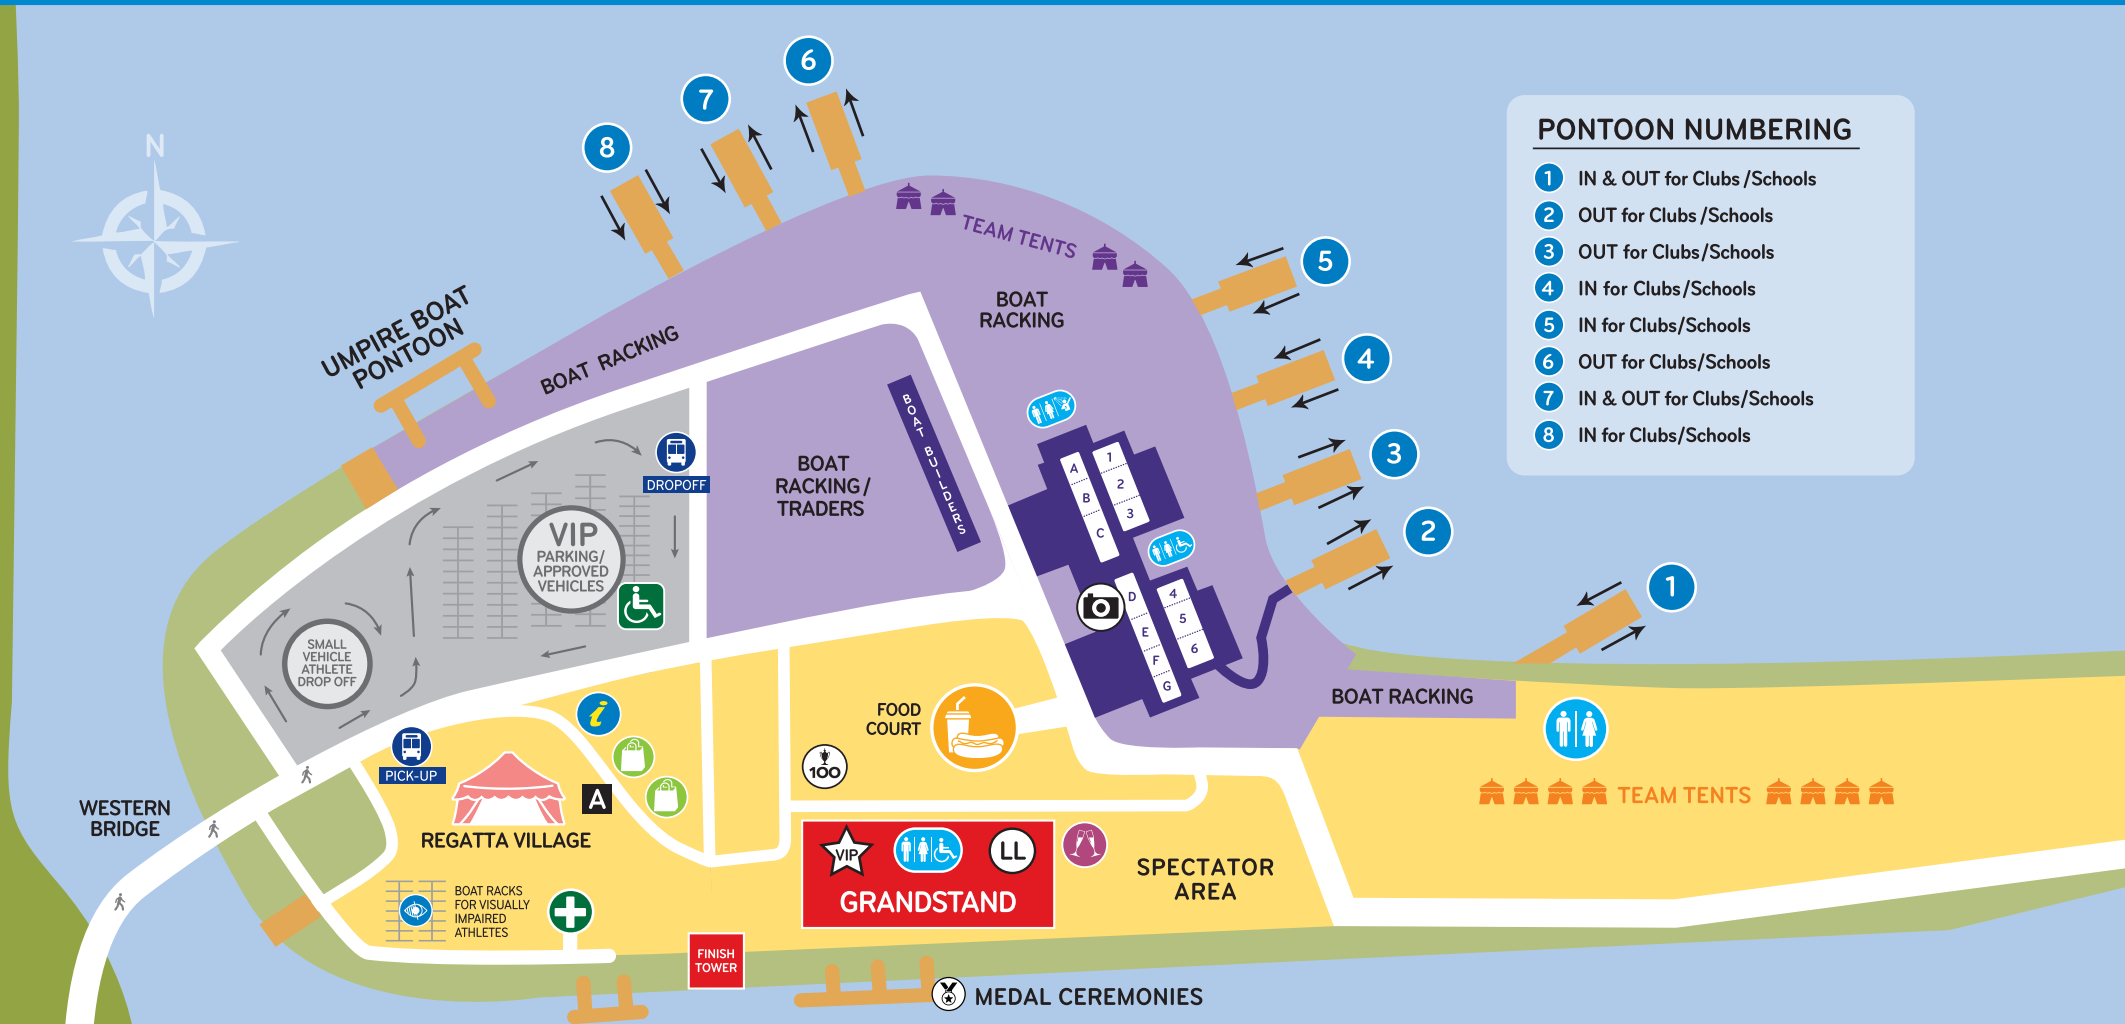 N
6
7
8
5
4
3
2
1
PONTOON NUMBERING
1 IN & OUT for Clubs/Schools
2 OUT for Clubs/Schools
3 OUT for Clubs/Schools
4 IN for Clubs/Schools
5 IN for Clubs/Schools
6 OUT for Clubs/Schools
7 IN & OUT for Clubs/Schools
8 IN for Clubs/Schools
TEAM TENTS
BOAT
RACKING
UMPIRE BOAT
PONTOON
BOAT RACKING
DROPOFF
BOAT
RACKING/
TRADERS
BOAT BUILDERS
A
B
C
1
2
3
D
E
F
G
4
5
6
VIP
PARKING/
APPROVED
VEHICLES
SMALL
VEHICLE
ATHLETE
DROP OFF
BOAT RACKING
TEAM TENTS
FOOD
COURT
100
i
PICK-UP
A
REGATTA VILLAGE
WESTERN
BRIDGE
BOAT RACKS
FOR VISUALLY
IMPAIRED
ATHLETES
VIP
LL
GRANDSTAND
SPECTATOR
AREA
FINISH
TOWER
MEDAL CEREMONIES